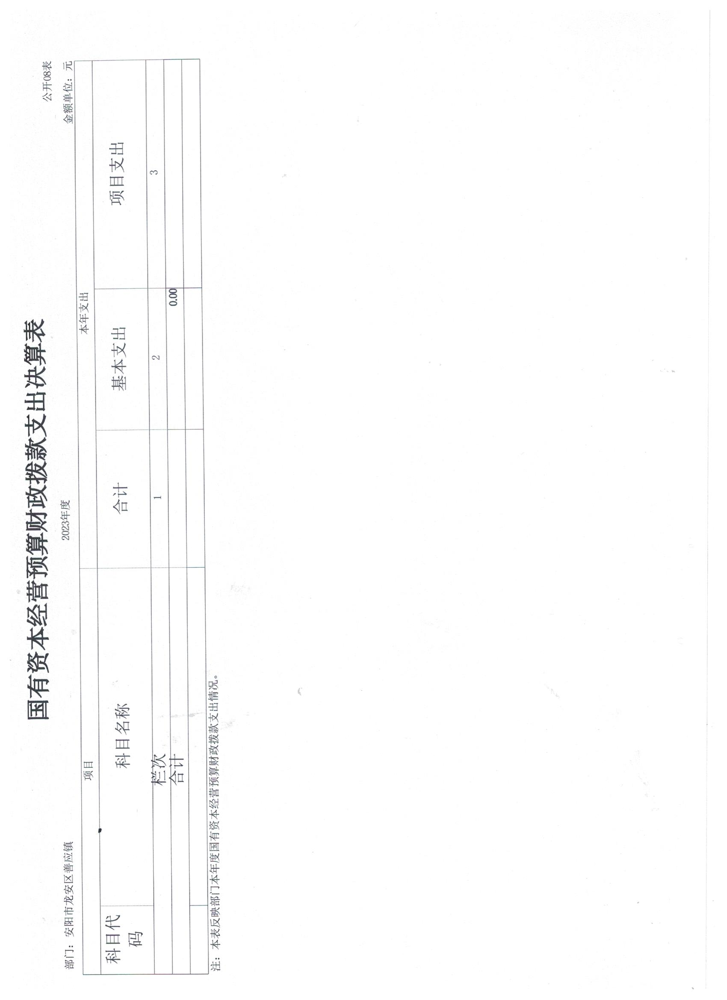 国有资本经营预算财政拨款支出决算表
公开08表
部门：安阳市龙安区善应镇 2023年度 金额单位：元
项目 本年支出
科目代码 科目名称 合计 基本支出 项目支出
栏次 1 2 3
合计 0.00
注：本表反映部门本年度国有资本经营预算财政拨款支出情况。